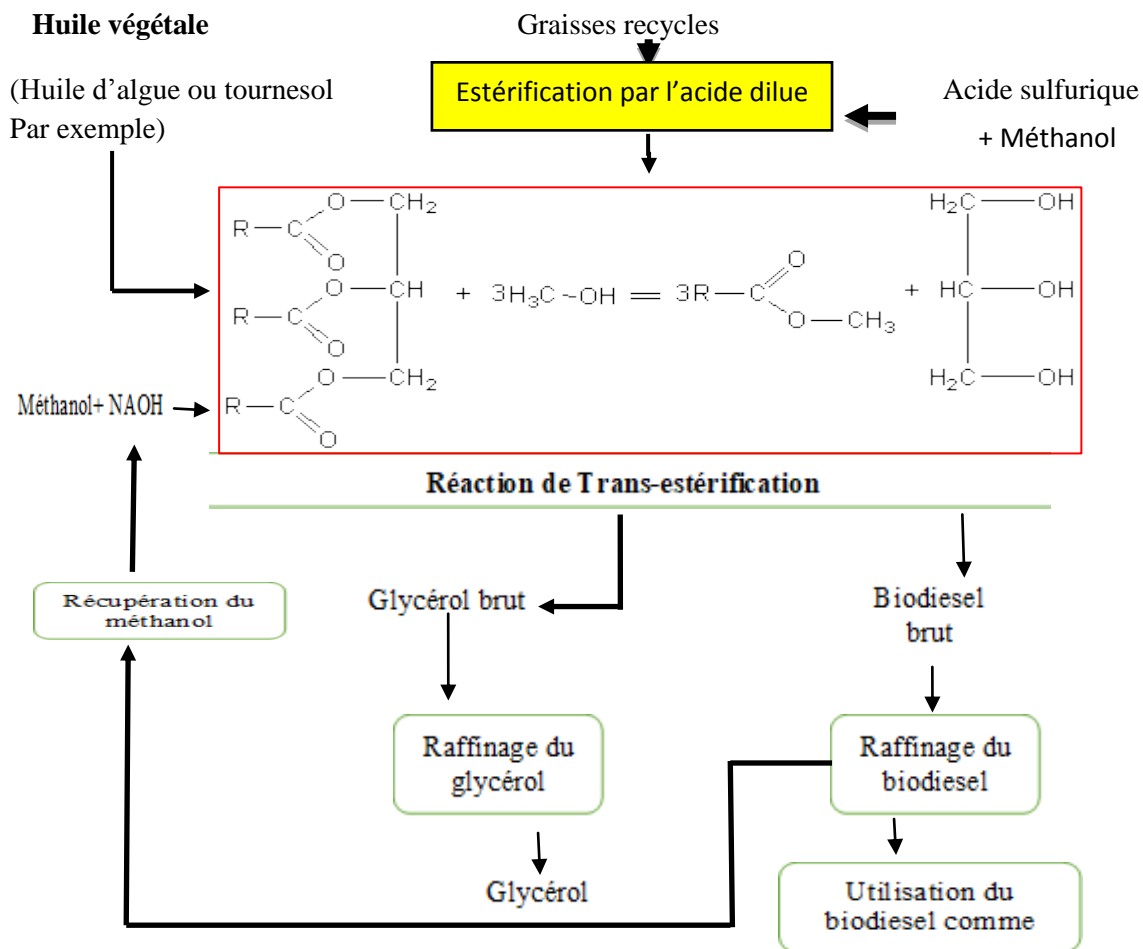 Huile végétale
Graisses recycles
(Huile d'algue ou tournesol
Par exemple)
Estérification par l'acide dilue
Acide sulfurique
+ Méthanol
O—CH₂
R—C
O
O—CH
R—C
O
O—CH₂
R—C
O
+ 3H₃C-OH = 3R—C
O
O—CH₃
+
H₂C—OH
HC—OH
H₂C—OH
Méthanol+ NAOH
Réaction de Trans-estérification
Récupération du
méthanol
Glycérol brut
Biodiesel
brut
Raffinage du
glycérol
Raffinage du
biodiesel
Glycérol
Utilisation du
biodiesel comme